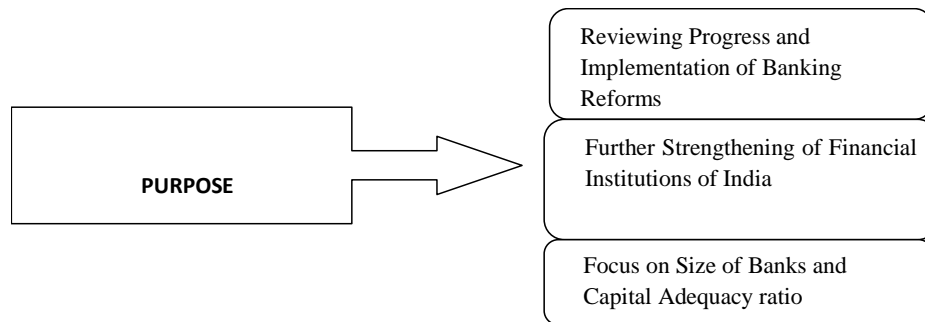 PURPOSE
Reviewing Progress and
Implementation of Banking
Reforms
Further Strengthening of Financial
Institutions of India
Focus on Size of Banks and
Capital Adequacy ratio